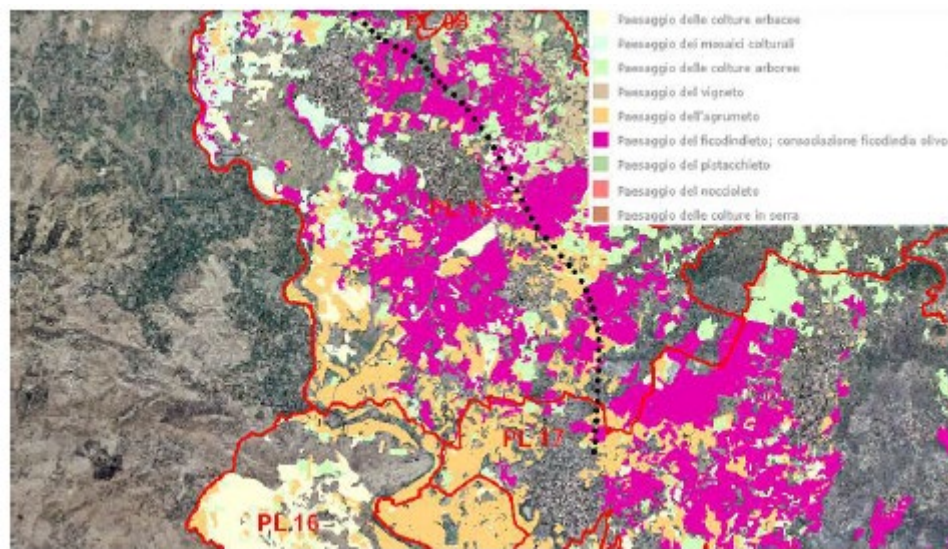 Paesaggio delle colture erbacee
Paesaggio dei mosaici colturali
Paesaggio delle colture arboree
Paesaggio del vigneto
Paesaggio dell'agrumeto
Paesaggio del ficodindieto; consociazione ficodindia olivo
Paesaggio del pistacchieto
Paesaggio del noccioleto
Paesaggio delle colture in serra
PL.17
PL.16